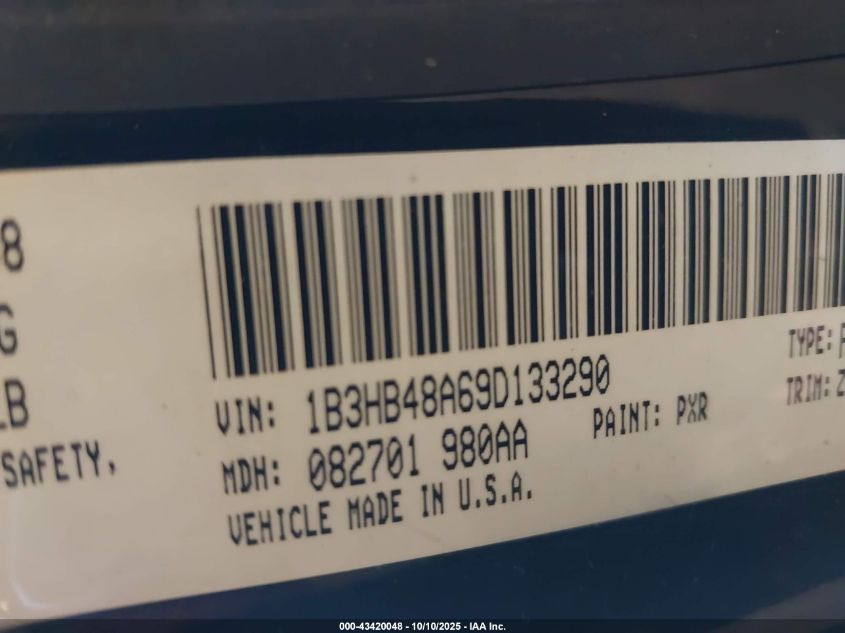 8
G
LB
SAFETY,
VIN: 1B3HB48A69D133290
MDH: 082701 980AA
PAINT: PXR
VEHICLE MADE IN U.S.A.
TYPE:
TRIM: Z
000-43420048 - 10/10/2025 - IAA Inc.